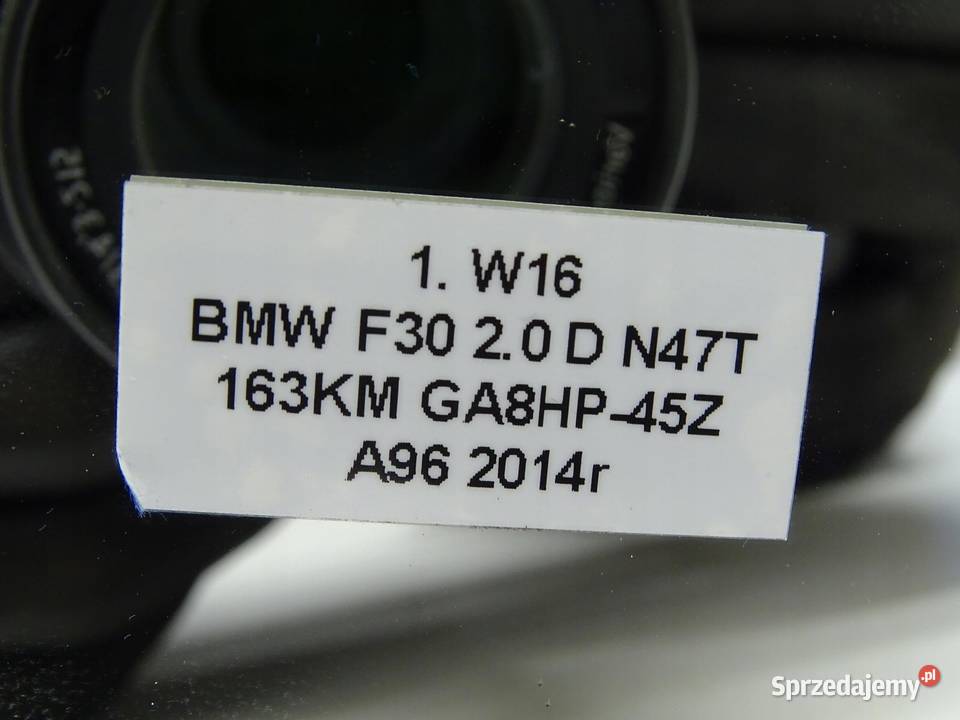 1. W16
BMW F30 2.0 D N47T
163KM GA8HP-45Z
A96 2014r
Sprzedajemy.pl